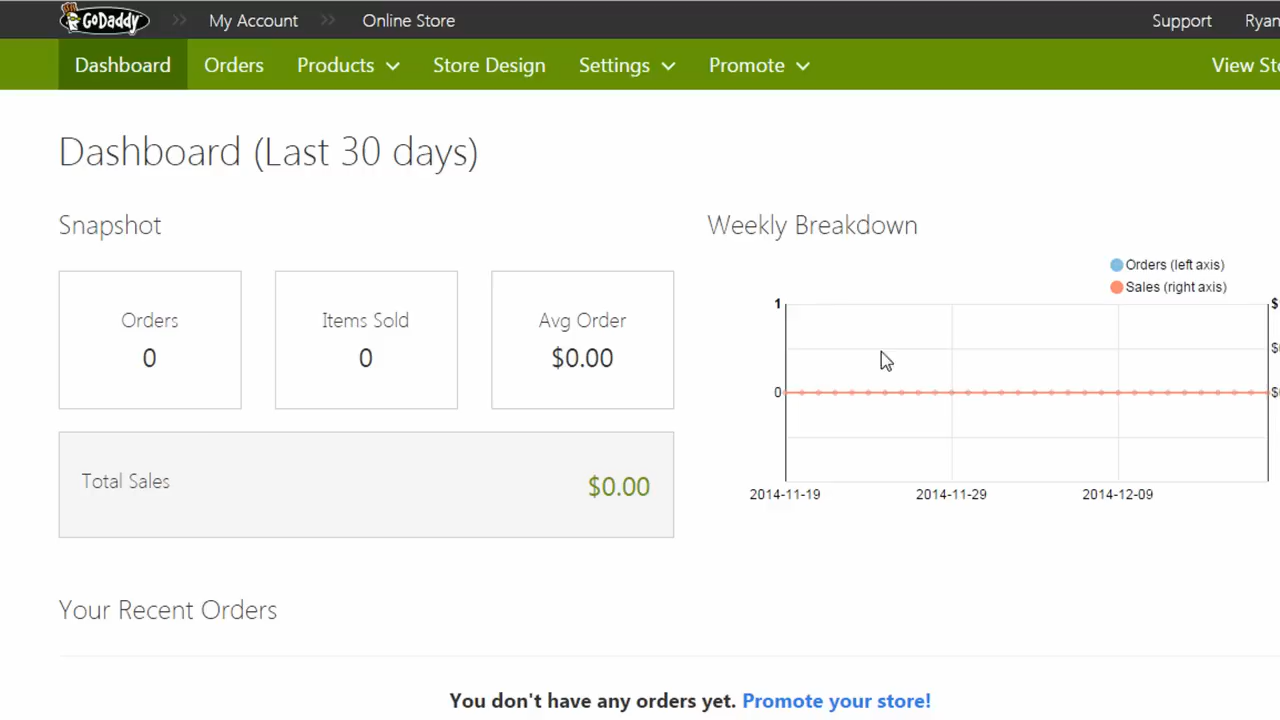 GoDaddy My Account Online Store Support Ryan
Dashboard Orders Products Store Design Settings Promote View
Dashboard (Last 30 days)
Snapshot
Weekly Breakdown
Orders (left axis)
Sales (right axis)
Orders
0
Items Sold
0
Avg Order
$0.00
1
0
2014-11-19 2014-11-29 2014-12-09
Total Sales $0.00
Your Recent Orders
You don't have any orders yet. Promote your store!